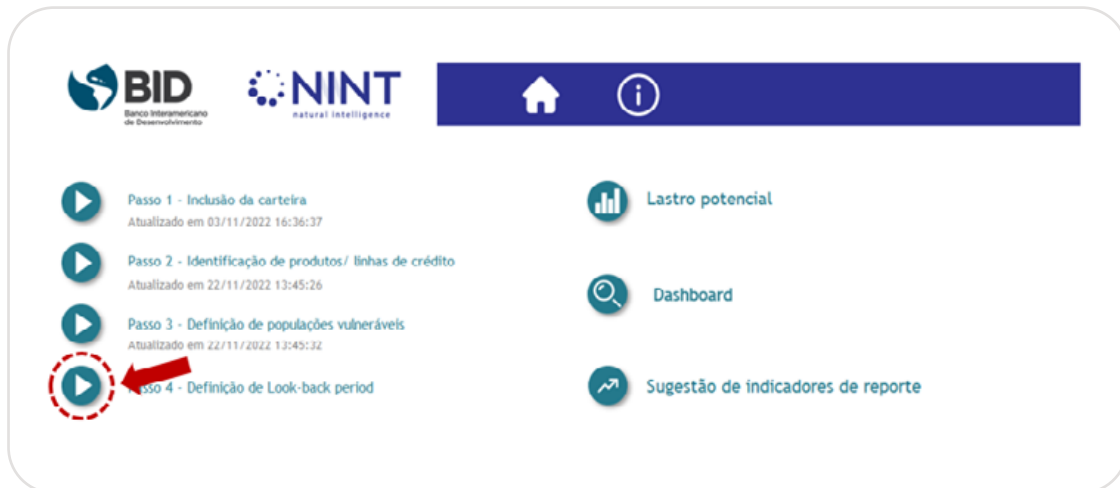 BID
Banco Interamericano
de Desenvolvimento
NINT
natural intelligence
Passo 1 - Inclusão da carteira
Atualizado em 03/11/2022 16:36:37
Passo 2 - Identificação de produtos/ linhas de crédito
Atualizado em 22/11/2022 13:45:26
Passo 3 - Definição de populações vulneráveis
Atualizado em 22/11/2022 13:45:32
Passo 4 - Definição de Look-back period
Lastro potencial
Dashboard
Sugestão de indicadores de reporte